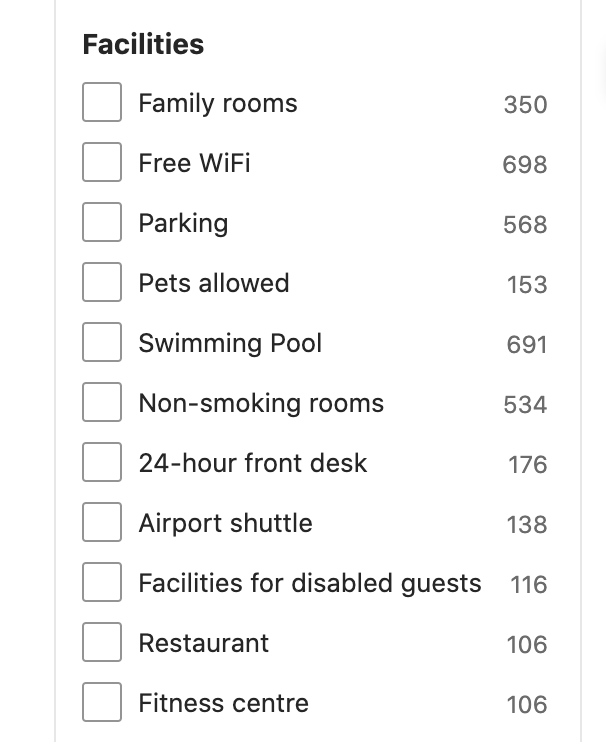 Facilities
Family rooms 350
Free WiFi 698
Parking 568
Pets allowed 153
Swimming Pool 691
Non-smoking rooms 534
24-hour front desk 176
Airport shuttle 138
Facilities for disabled guests 116
Restaurant 106
Fitness centre 106